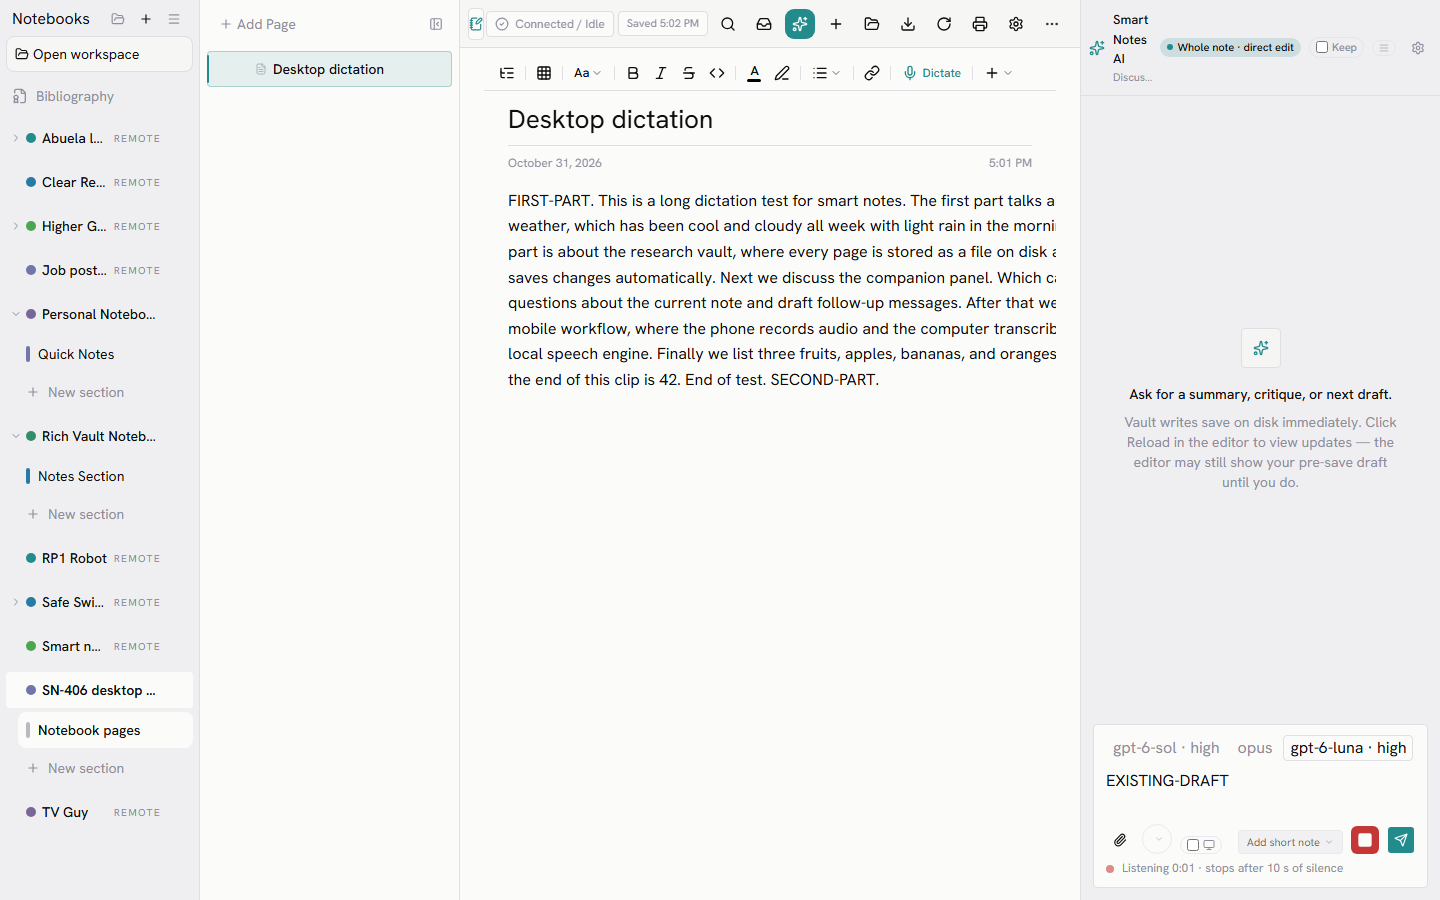 Notebooks
Open workspace
Bibliography
Abuela l... REMOTE
Clear Re... REMOTE
Higher G... REMOTE
Job post... REMOTE
Personal Notebo...
Quick Notes
New section
Rich Vault Noteb...
Notes Section
New section
RP1 Robot REMOTE
Safe Swi... REMOTE
Smart n... REMOTE
SN-406 desktop ...
Notebook pages
New section
TV Guy REMOTE
Add Page
Desktop dictation
Connected / Idle
Saved 5:02 PM
Aa
B I S A
Dictate
Desktop dictation
October 31, 2026 5:01 PM
FIRST-PART. This is a long dictation test for smart notes. The first part talks a
weather, which has been cool and cloudy all week with light rain in the morni
part is about the research vault, where every page is stored as a file on disk a
saves changes automatically. Next we discuss the companion panel. Which ca
questions about the current note and draft follow-up messages. After that we
mobile workflow, where the phone records audio and the computer transcrib
local speech engine. Finally we list three fruits, apples, bananas, and oranges
the end of this clip is 42. End of test. SECOND-PART.
Smart
Notes
AI
Discus...
Whole note · direct edit
Keep
Ask for a summary, critique, or next draft.
Vault writes save on disk immediately. Click
Reload in the editor to view updates — the
editor may still show your pre-save draft
until you do.
gpt-6-sol · high opus gpt-6-luna · high
EXISTING-DRAFT
Add short note
Listening 0:01 · stops after 10 s of silence